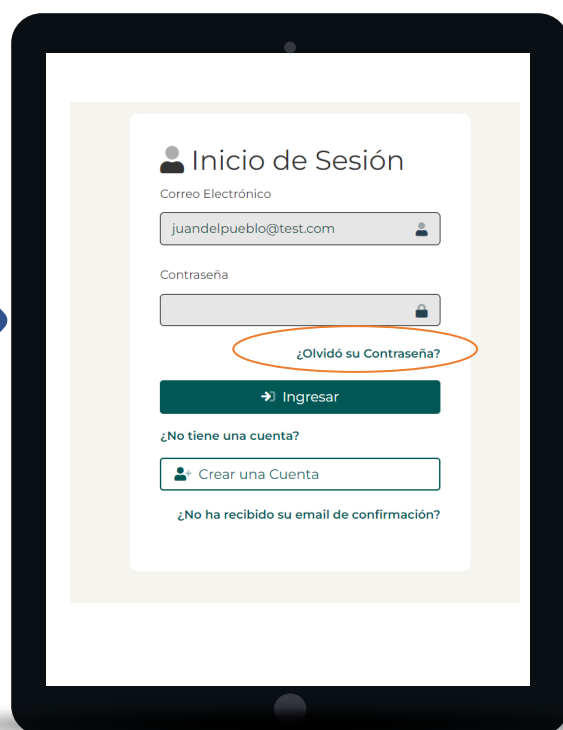 Inicio de Sesión
Correo Electrónico
juandelpueblo@test.com
Contraseña
¿Olvidó su Contraseña?
Ingresar
¿No tiene una cuenta?
Crear una Cuenta
¿No ha recibido su email de confirmación?